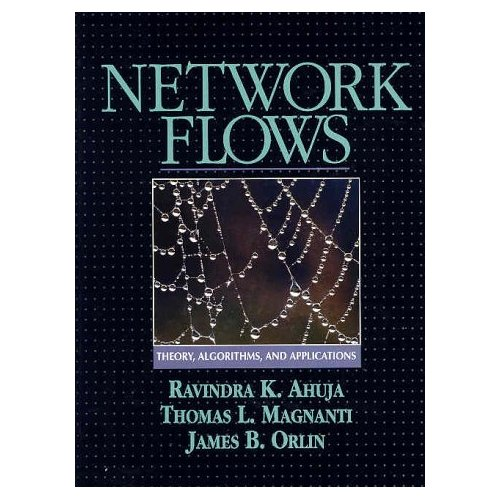 NETWORK
FLOWS
THEORY, ALGORITHMS, AND APPLICATIONS
RAVINDRA K. AHUJA
THOMAS L. MAGNANTI
JAMES B. ORLIN